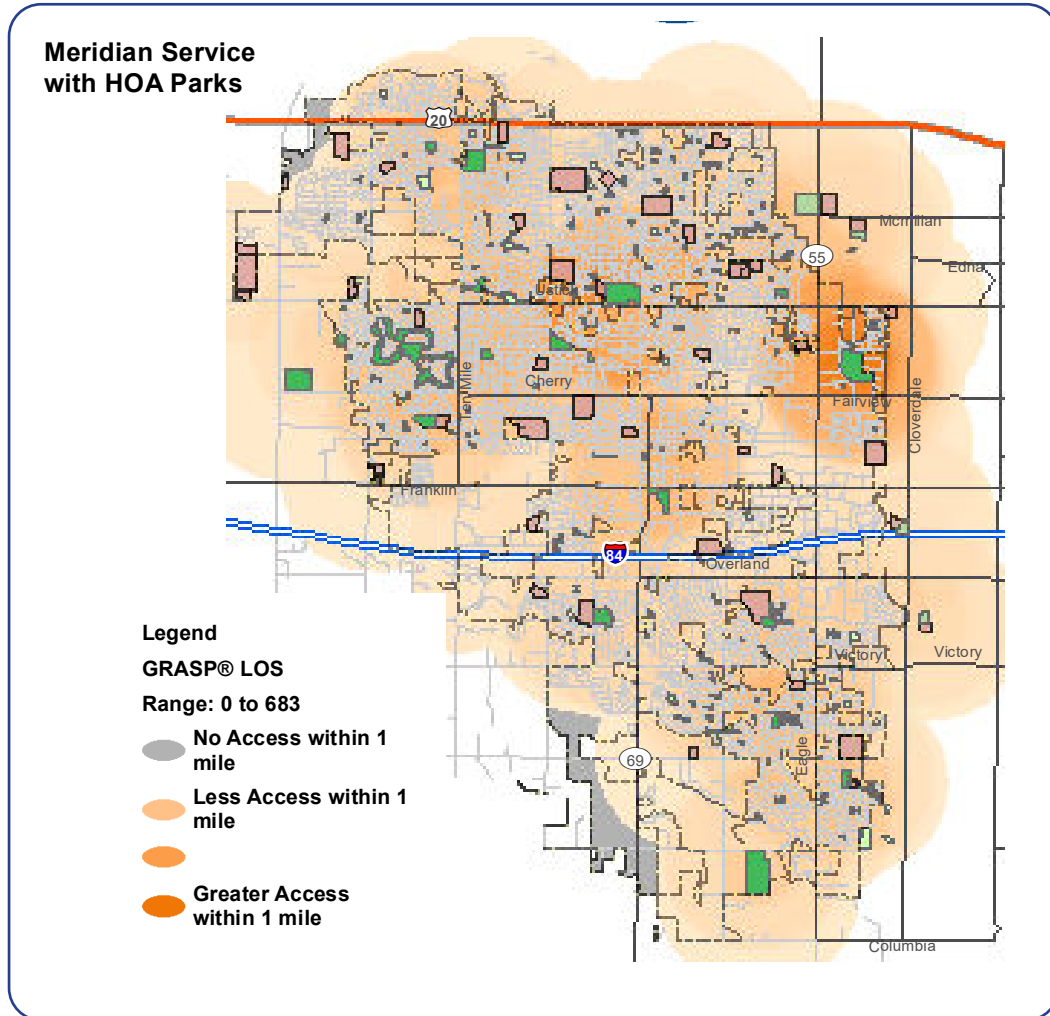 Meridian Service
with HOA Parks
20
Mcmillan
55
Edna
Ustick
Cherry
Ten Mile
Fairview
Cloverdale
Franklin
84
Overland
Victory
Victory
69
Eagle
Columbia
Legend
GRASP® LOS
Range: 0 to 683
No Access within 1
mile
Less Access within 1
mile
Greater Access
within 1 mile